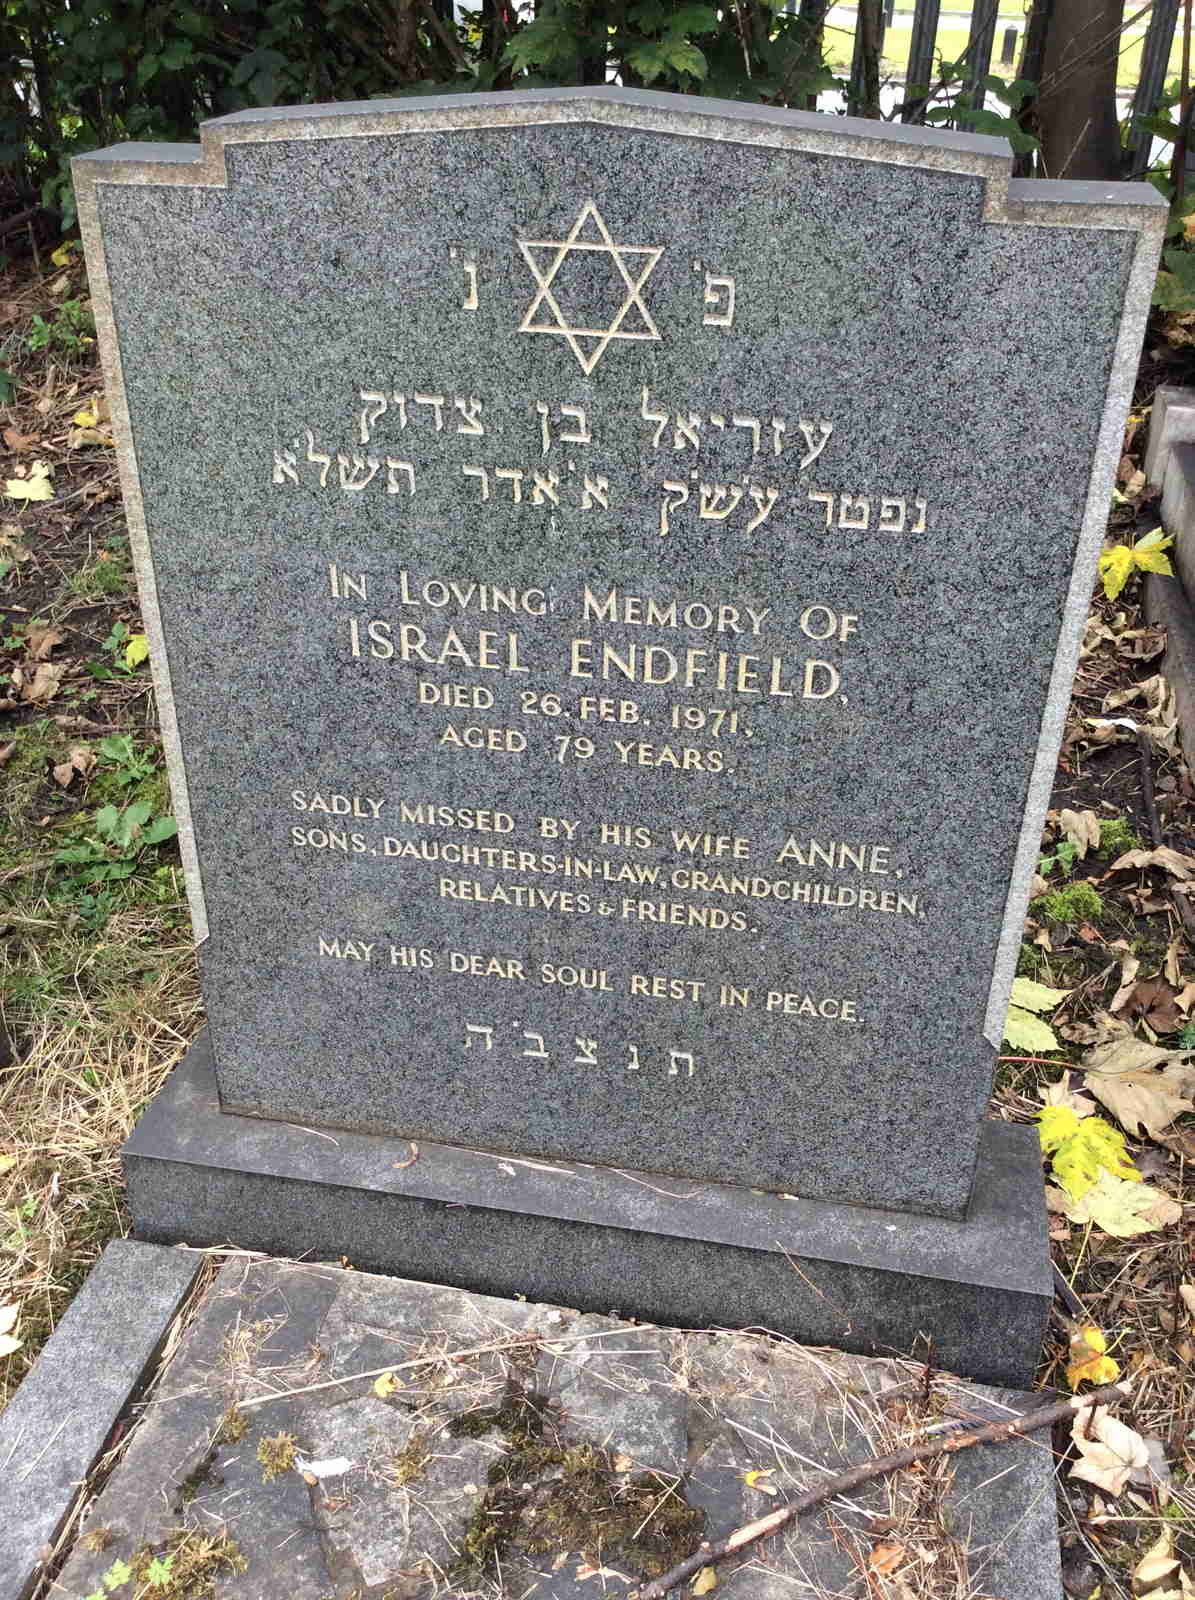 פ' נ'
עזריאל בן צדוק
נפטר ע'ש'ק א' אדר תשל'א
IN LOVING MEMORY OF
ISRAEL ENDFIELD,
DIED 26. FEB. 1971,
AGED 79 YEARS.
SADLY MISSED BY HIS WIFE ANNE,
SONS, DAUGHTERS-IN-LAW, GRANDCHILDREN,
RELATIVES & FRIENDS.
MAY HIS DEAR SOUL REST IN PEACE.
ת נ צ ב' ה